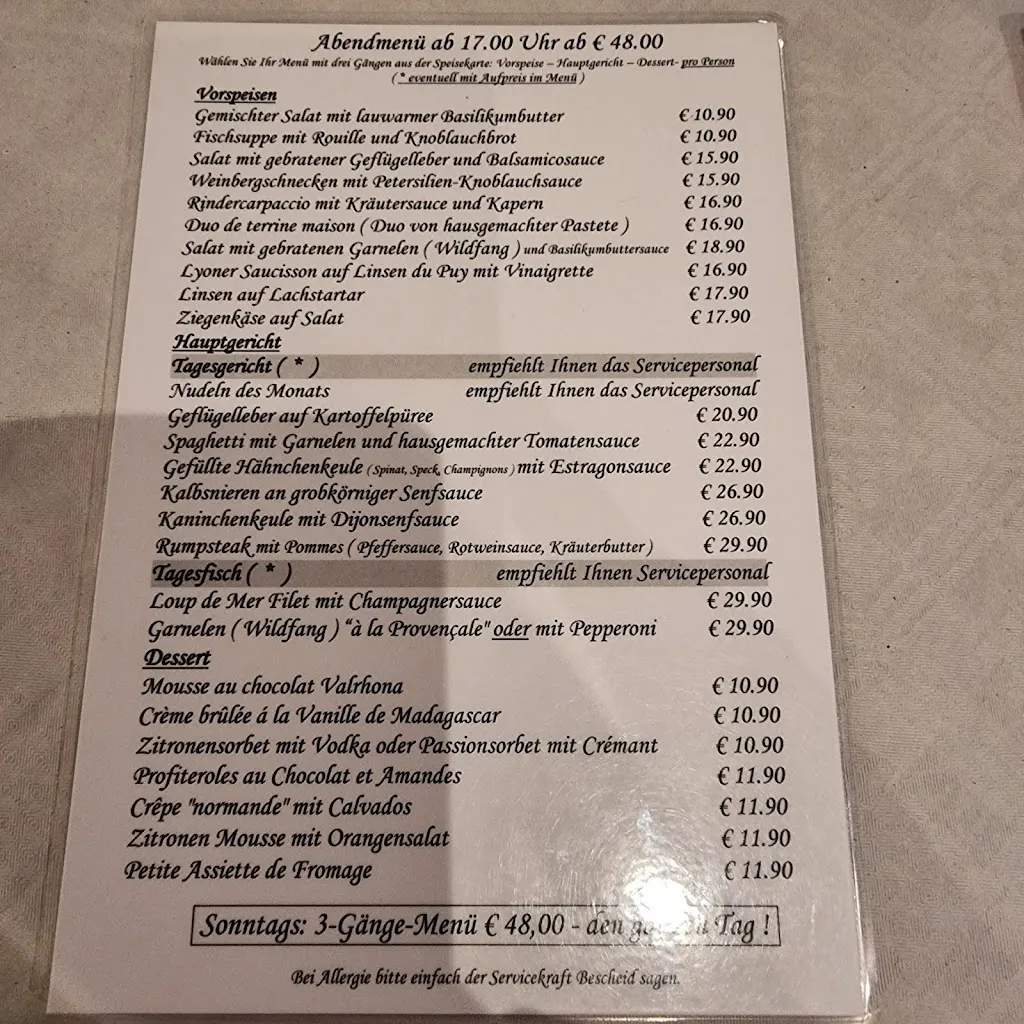 Abendmenü ab 17.00 Uhr ab € 48.00
Wählen Sie Ihr Menü mit drei Gängen aus der Speisekarte: Vorspeise – Hauptgericht – Dessert- pro Person
( * eventuell mit Aufpreis im Menü )
Vorspeisen
Gemischter Salat mit lauwarmer Basilikumbutter € 10.90
Fischsuppe mit Rouille und Knoblauchbrot € 10.90
Salat mit gebratener Geflügelleber und Balsamicosauce € 15.90
Weinbergschnecken mit Petersilien-Knoblauchsauce € 15.90
Rindercarpaccio mit Kräutersauce und Kapern € 16.90
Duo de terrine maison ( Duo von hausgemachter Pastete ) € 16.90
Salat mit gebratenen Garnelen ( Wildfang ) und Basilikumbuttersauce € 18.90
Lyoner Saucisson auf Linsen du Puy mit Vinaigrette € 16.90
Linsen auf Lachstartar € 17.90
Ziegenkäse auf Salat € 17.90
Hauptgericht
Tagesgericht ( * ) empfiehlt Ihnen das Servicepersonal
Nudeln des Monats empfiehlt Ihnen das Servicepersonal
Geflügelleber auf Kartoffelpüree € 20.90
Spaghetti mit Garnelen und hausgemachter Tomatensauce € 22.90
Gefüllte Hähnchenkeule ( Spinat, Speck, Champignons ) mit Estragonsauce € 22.90
Kalbsnieren an grobkörniger Senfsauce € 26.90
Kaninchenkeule mit Dijonsenfsauce € 26.90
Rumpsteak mit Pommes ( Pfeffersauce, Rotweinsauce, Kräuterbutter ) € 29.90
Tagesfisch ( * ) empfiehlt Ihnen Servicepersonal
Loup de Mer Filet mit Champagnersauce € 29.90
Garnelen ( Wildfang ) “à la Provençale" oder mit Pepperoni € 29.90
Dessert
Mousse au chocolat Valrhona € 10.90
Crème brûlée á la Vanille de Madagascar € 10.90
Zitronensorbet mit Vodka oder Passionsorbet mit Crémant € 10.90
Profiteroles au Chocolat et Amandes € 11.90
Crêpe "normande" mit Calvados € 11.90
Zitronen Mousse mit Orangensalat € 11.90
Petite Assiette de Fromage € 11.90
Sonntags: 3-Gänge-Menü € 48,00 - den ganzen Tag !
Bei Allergie bitte einfach der Servicekraft Bescheid sagen.